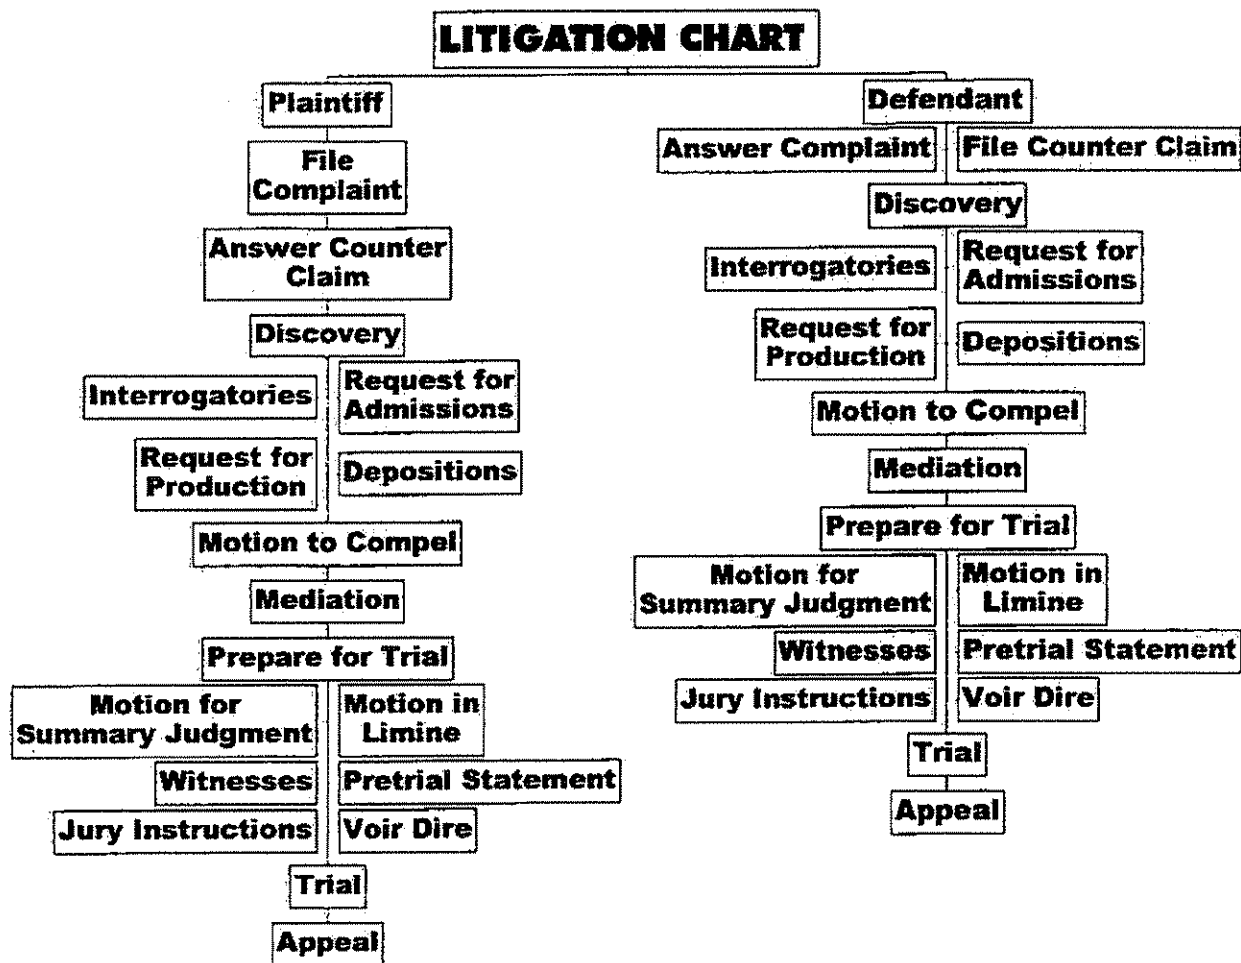 LITIGATION CHART
Plaintiff
File
Complaint
Answer Counter
Claim
Discovery
Interrogatories
Request for
Admissions
Request for
Production
Depositions
Motion to Compel
Mediation
Prepare for Trial
Motion for
Summary Judgment
Motion in
Limine
Witnesses
Pretrial Statement
Jury Instructions
Voir Dire
Trial
Appeal
Defendant
Answer Complaint
File Counter Claim
Discovery
Interrogatories
Request for
Admissions
Request for
Production
Depositions
Motion to Compel
Mediation
Prepare for Trial
Motion for
Summary Judgment
Motion in
Limine
Witnesses
Pretrial Statement
Jury Instructions
Voir Dire
Trial
Appeal